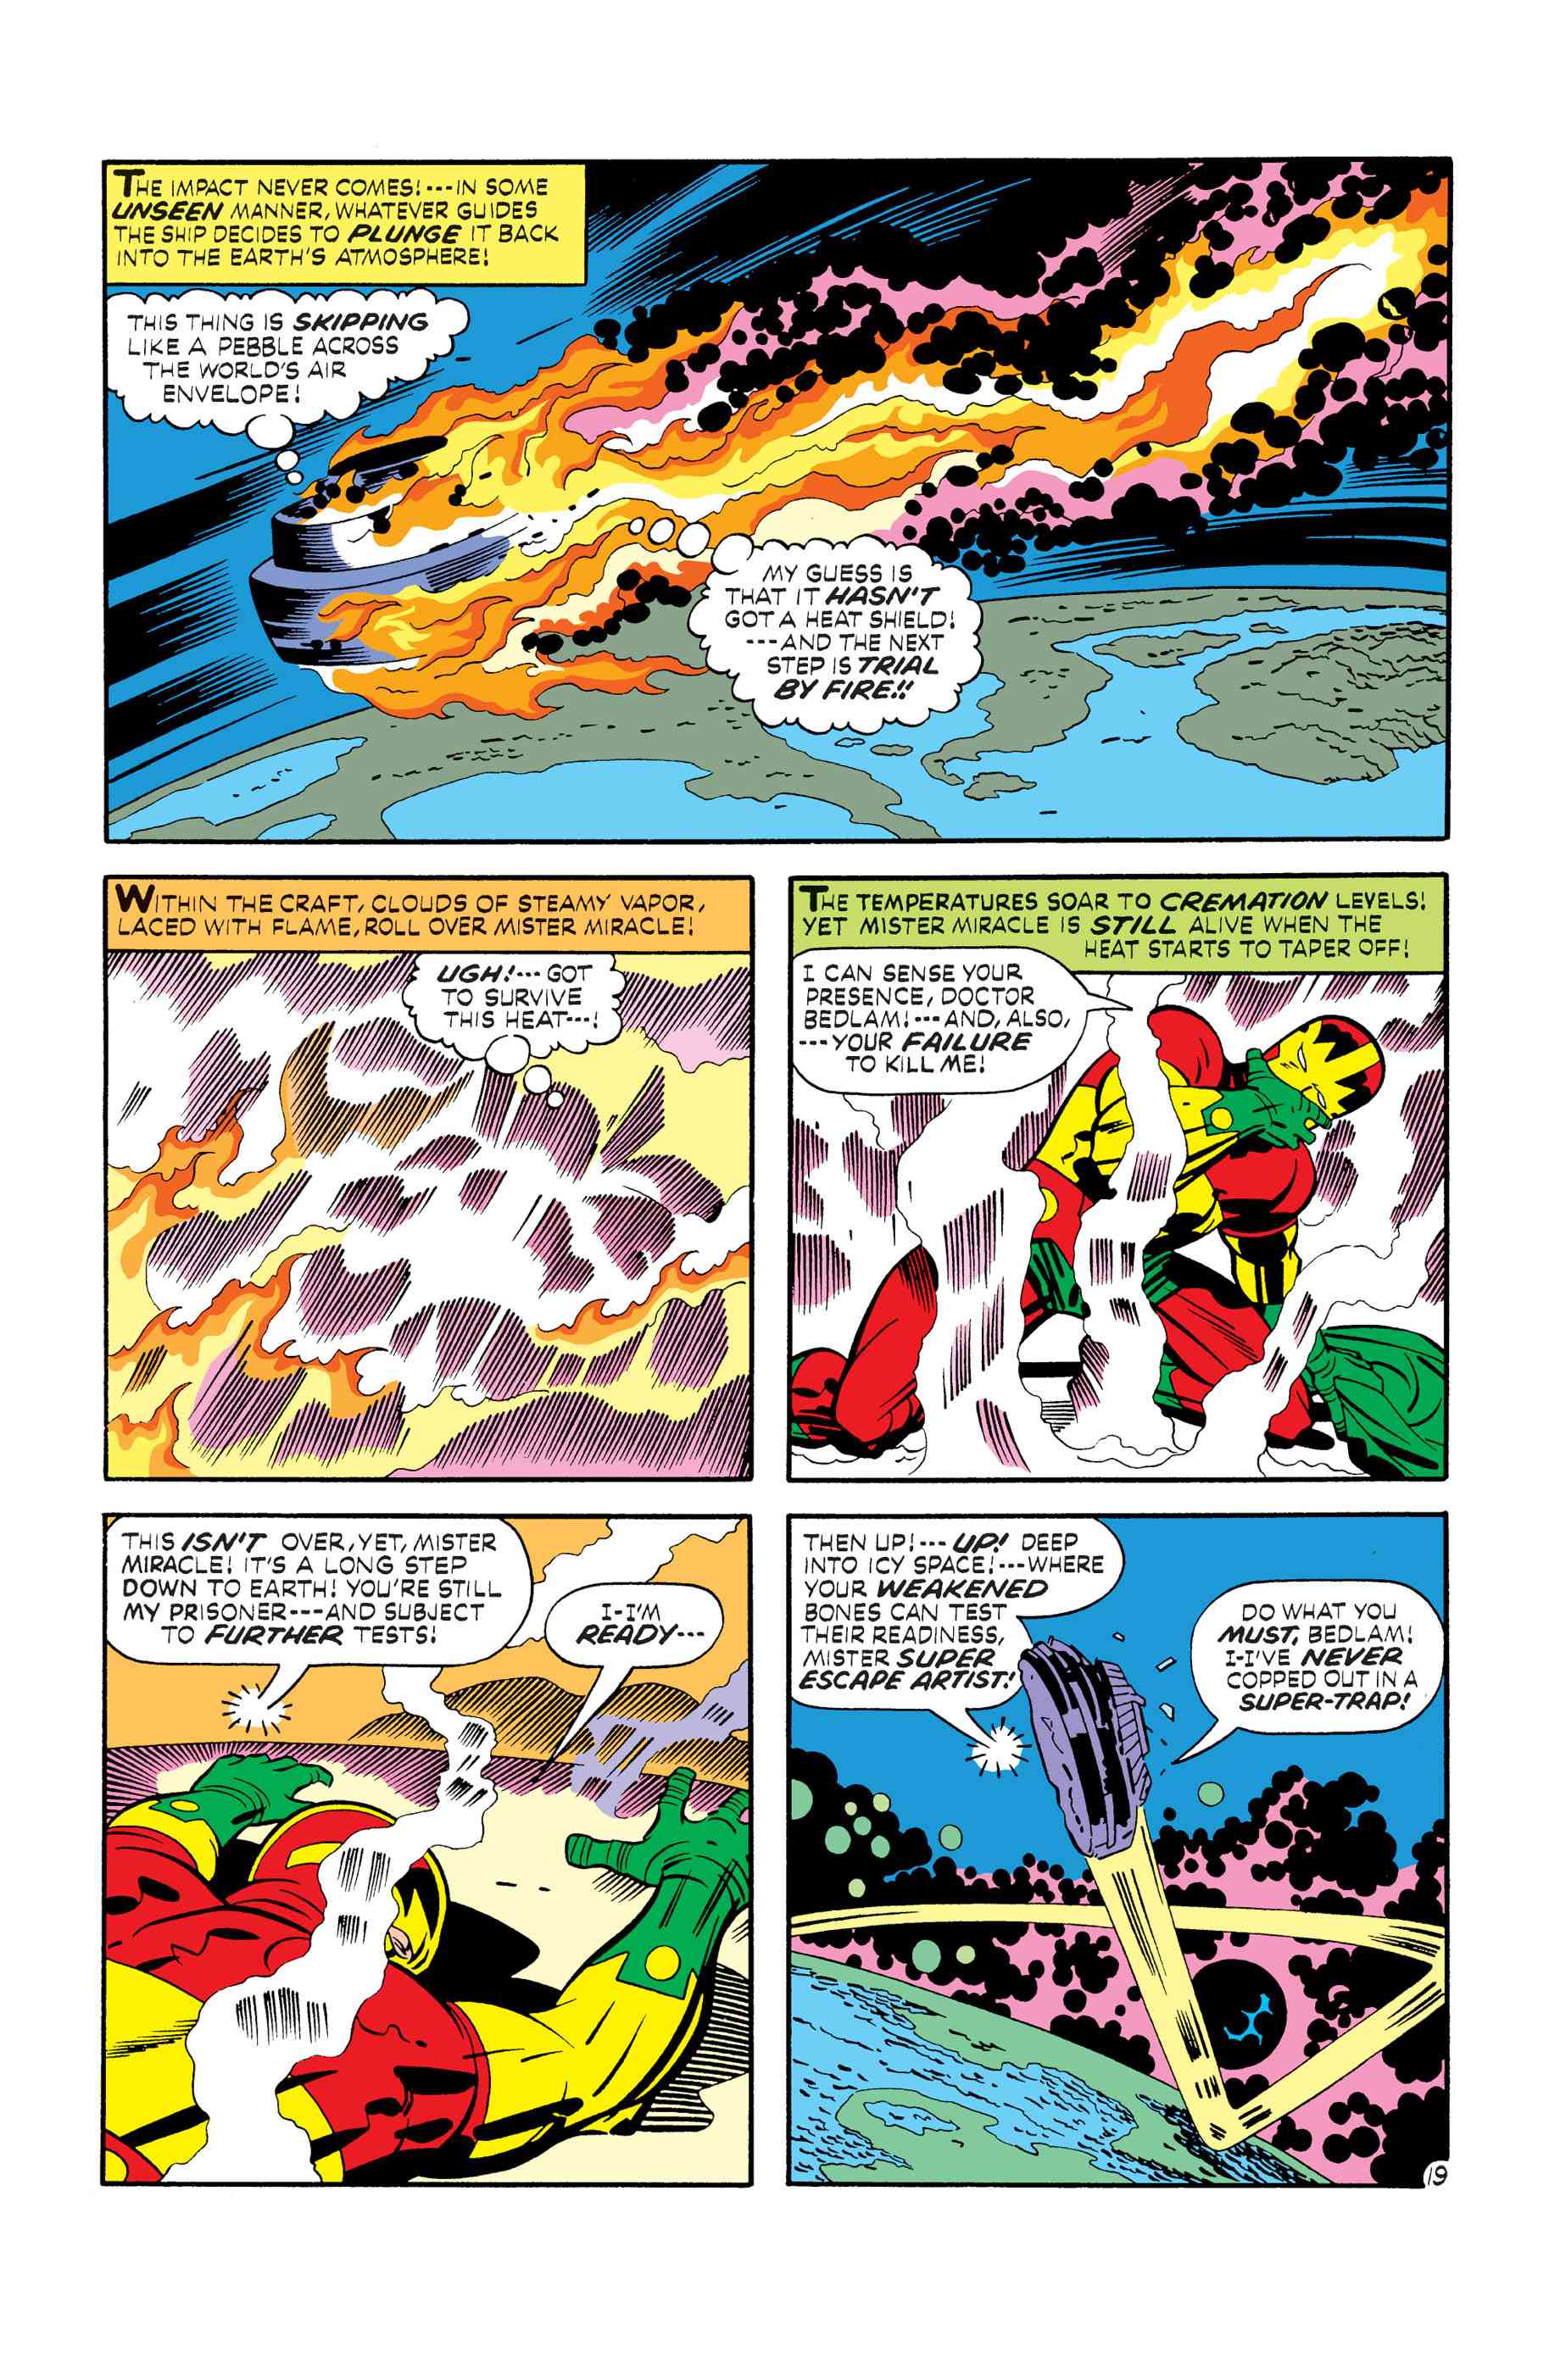 THE IMPACT NEVER COMES!---IN SOME
UNSEEN MANNER, WHATEVER GUIDES
THE SHIP DECIDES TO PLUNGE IT BACK
INTO THE EARTH'S ATMOSPHERE!
THIS THING IS SKIPPING
LIKE A PEBBLE ACROSS
THE WORLD'S AIR
ENVELOPE!
MY GUESS IS
THAT IT HASN'T
GOT A HEAT SHIELD!
---AND THE NEXT
STEP IS TRIAL
BY FIRE!!
WITHIN THE CRAFT, CLOUDS OF STEAMY VAPOR,
LACED WITH FLAME, ROLL OVER MISTER MIRACLE!
UGH!--- GOT
TO SURVIVE
THIS HEAT---!
THE TEMPERATURES SOAR TO CREMATION LEVELS!
YET MISTER MIRACLE IS STILL ALIVE WHEN THE
HEAT STARTS TO TAPER OFF!
I CAN SENSE YOUR
PRESENCE, DOCTOR
BEDLAM!---AND, ALSO,
---YOUR FAILURE
TO KILL ME!
THIS ISN'T OVER, YET, MISTER
MIRACLE! IT'S A LONG STEP
DOWN TO EARTH! YOU'RE STILL
MY PRISONER---AND SUBJECT
TO FURTHER TESTS!
I-I'M
READY---
THEN UP!--- UP! DEEP
INTO ICY SPACE!---WHERE
YOUR WEAKENED
BONES CAN TEST
THEIR READINESS,
MISTER SUPER
ESCAPE ARTIST!
DO WHAT YOU
MUST, BEDLAM!
I-I'VE NEVER
COPPED OUT IN A
SUPER-TRAP!
19